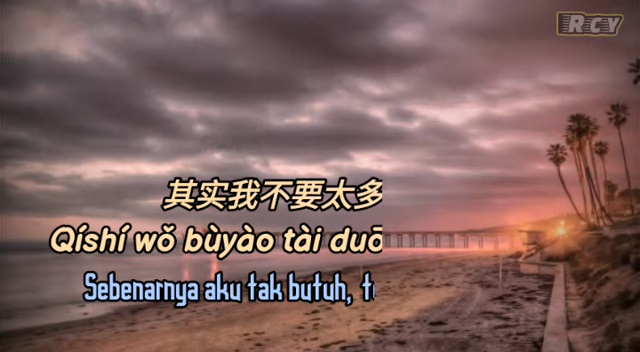 RCY
其实我不要太多
Qíshí wǒ bùyào tài duō
Sebenarnya aku tak butuh,